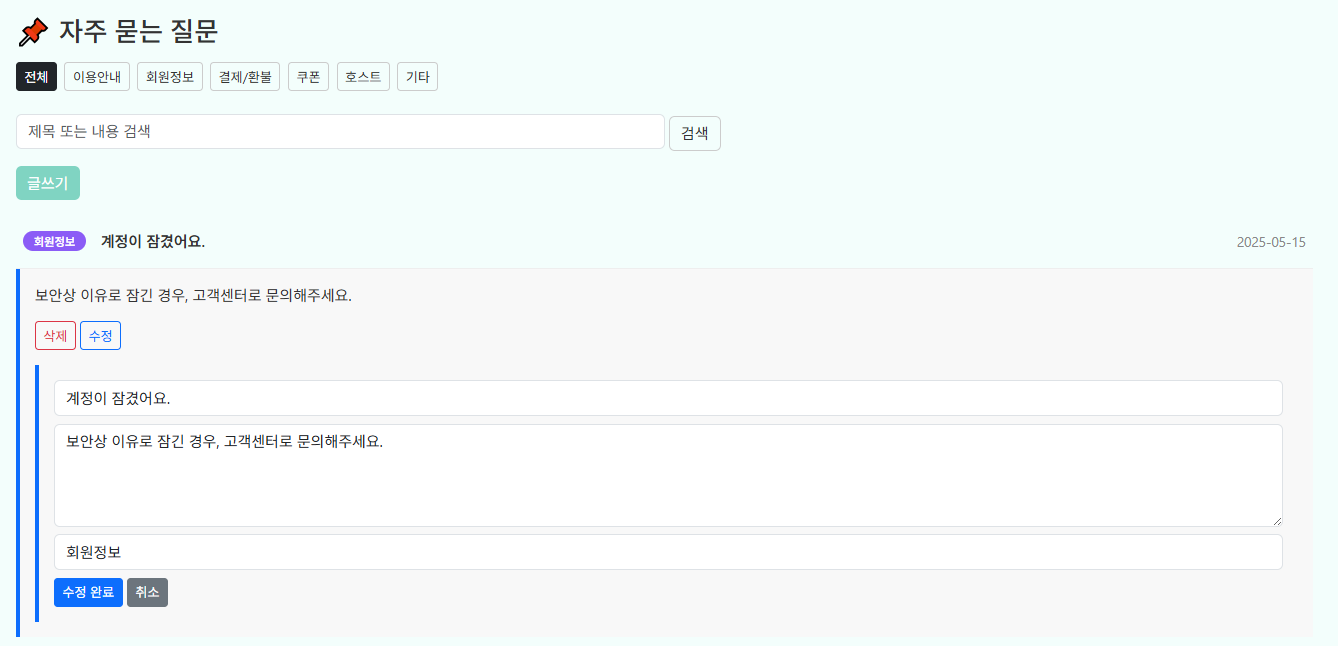 자주 묻는 질문
전체 이용안내 회원정보 결제/환불 쿠폰 호스트 기타
제목 또는 내용 검색 검색
글쓰기
회원정보 계정이 잠겼어요. 2025-05-15
보안상 이유로 잠긴 경우, 고객센터로 문의해주세요.
삭제 수정
계정이 잠겼어요.
보안상 이유로 잠긴 경우, 고객센터로 문의해주세요.
회원정보
수정 완료 취소